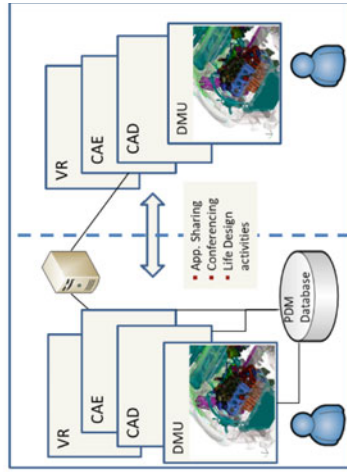 VR
CAE
CAD
DMU
App. Sharing
Conferencing
Life Design
activities
PDM
Database
VR
CAE
CAD
DMU